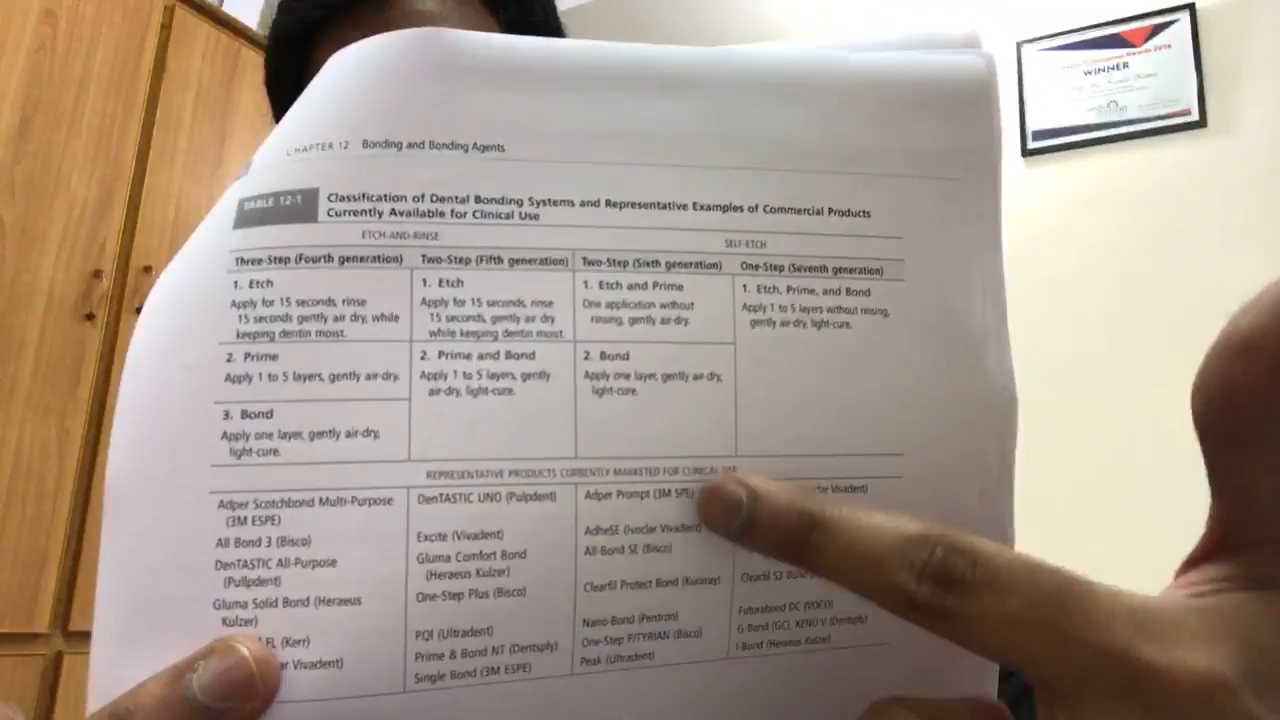 WINNER
CHAPTER 12 Bonding and Bonding Agents
TABLE 12-1
Classification of Dental Bonding Systems and Representative Examples of Commercial Products
Currently Available for Clinical Use
ETCH-AND-RINSE
SELF-ETCH
Three-Step (Fourth generation)
Two-Step (Fifth generation)
Two-Step (Sixth generation)
One-Step (Seventh generation)
1. Etch
Apply for 15 seconds, rinse
15 seconds gently air dry, while
keeping dentin moist.
2. Prime
Apply 1 to 5 layers, gently air-dry.
3. Bond
Apply one layer, gently air-dry,
light-cure.
1. Etch
Apply for 15 seconds, rinse
15 seconds, gently air dry
while keeping dentin moist.
2. Prime and Bond
Apply 1 to 5 layers, gently
air-dry, light-cure.
1. Etch and Prime
One application without
rinsing, gently air-dry.
2. Bond
Apply one layer, gently air-dry,
light-cure.
1. Etch, Prime, and Bond
Apply 1 to 5 layers without rinsing,
gently air-dry, light-cure.
REPRESENTATIVE PRODUCTS CURRENTLY MARKETED FOR CLINICAL USE
Adper Scotchbond Multi-Purpose
(3M ESPE)
All Bond 3 (Bisco)
DenTASTIC All-Purpose
(Pullpdent)
Gluma Solid Bond (Heraeus
Kulzer)
FL (Kerr)
Vivadent)
DenTASTIC UNO (Pulpdent)
Excite (Vivadent)
Gluma Comfort Bond
(Heraeus Kulzer)
One-Step Plus (Bisco)
PQI (Ultradent)
Prime & Bond NT (Dentsply)
Single Bond (3M ESPE)
Adper Prompt (3M SPE)
AdheSE (Ivoclar Vivadent)
All-Bond SE (Bisco)
Clearfil Protect Bond (Kuraray)
Nano-Bond (Pentron)
One-Step P/TYRIAN (Bisco)
Peak (Ultradent)
Vivadent)
Clearfil S3
Futurabond DC (VOCO)
G Bond (GC), XENO V (Dentsply)
I-Bond (Heraeus Kulzer)